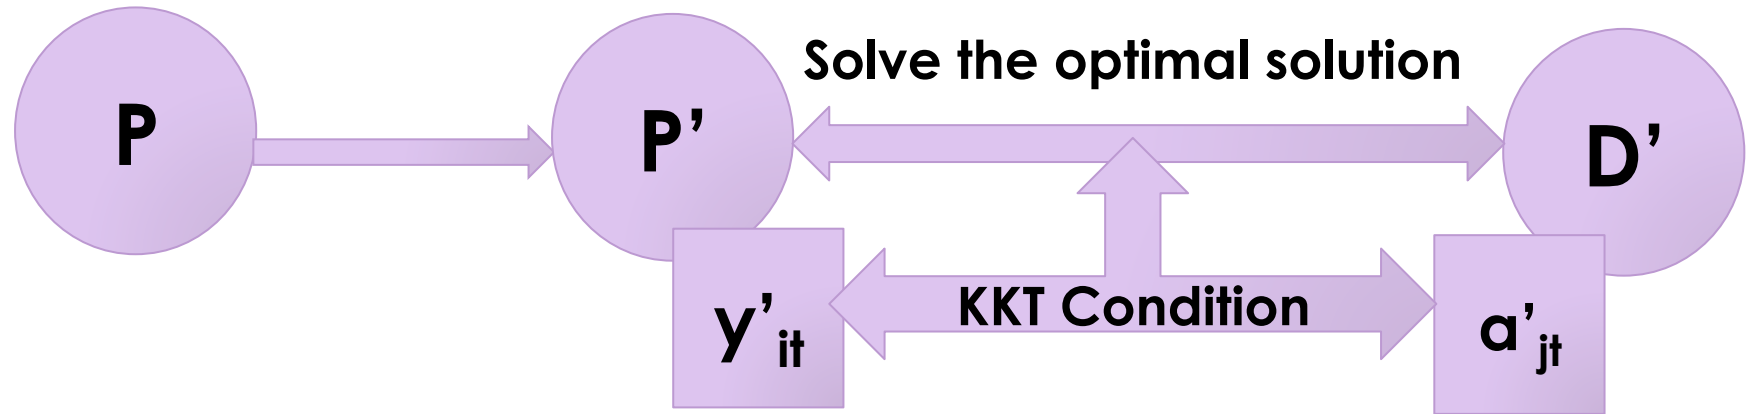 P
P’
Solve the optimal solution
D’
y’it
KKT Condition
a’jt